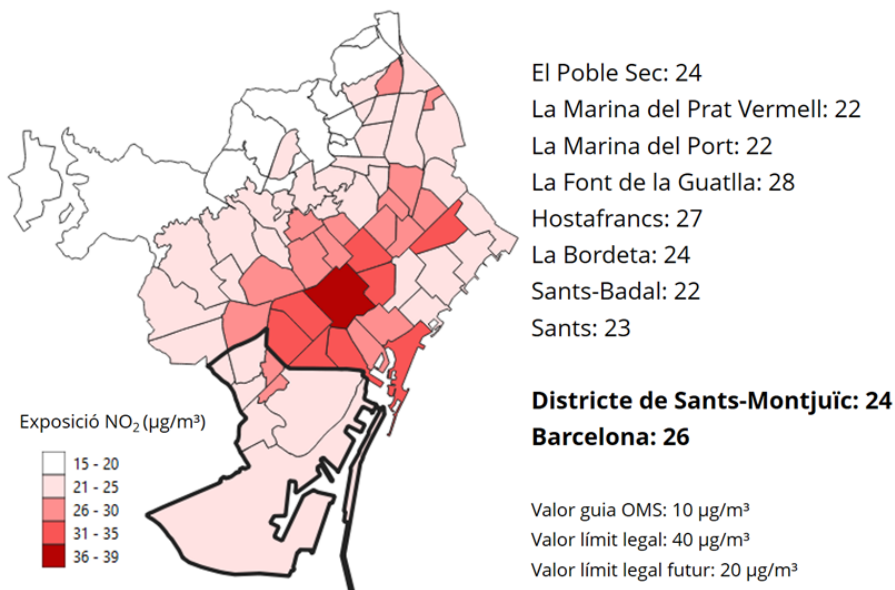 El Poble Sec: 24
La Marina del Prat Vermell: 22
La Marina del Port: 22
La Font de la Guatlla: 28
Hostafrancs: 27
La Bordeta: 24
Sants-Badal: 22
Sants: 23
Districte de Sants-Montjuïc: 24
Barcelona: 26
Valor guia OMS: 10 µg/m³
Valor límit legal: 40 µg/m³
Valor límit legal futur: 20 µg/m³
Exposició NO₂ (µg/m³)
15 - 20
21 - 25
26 - 30
31 - 35
36 - 39